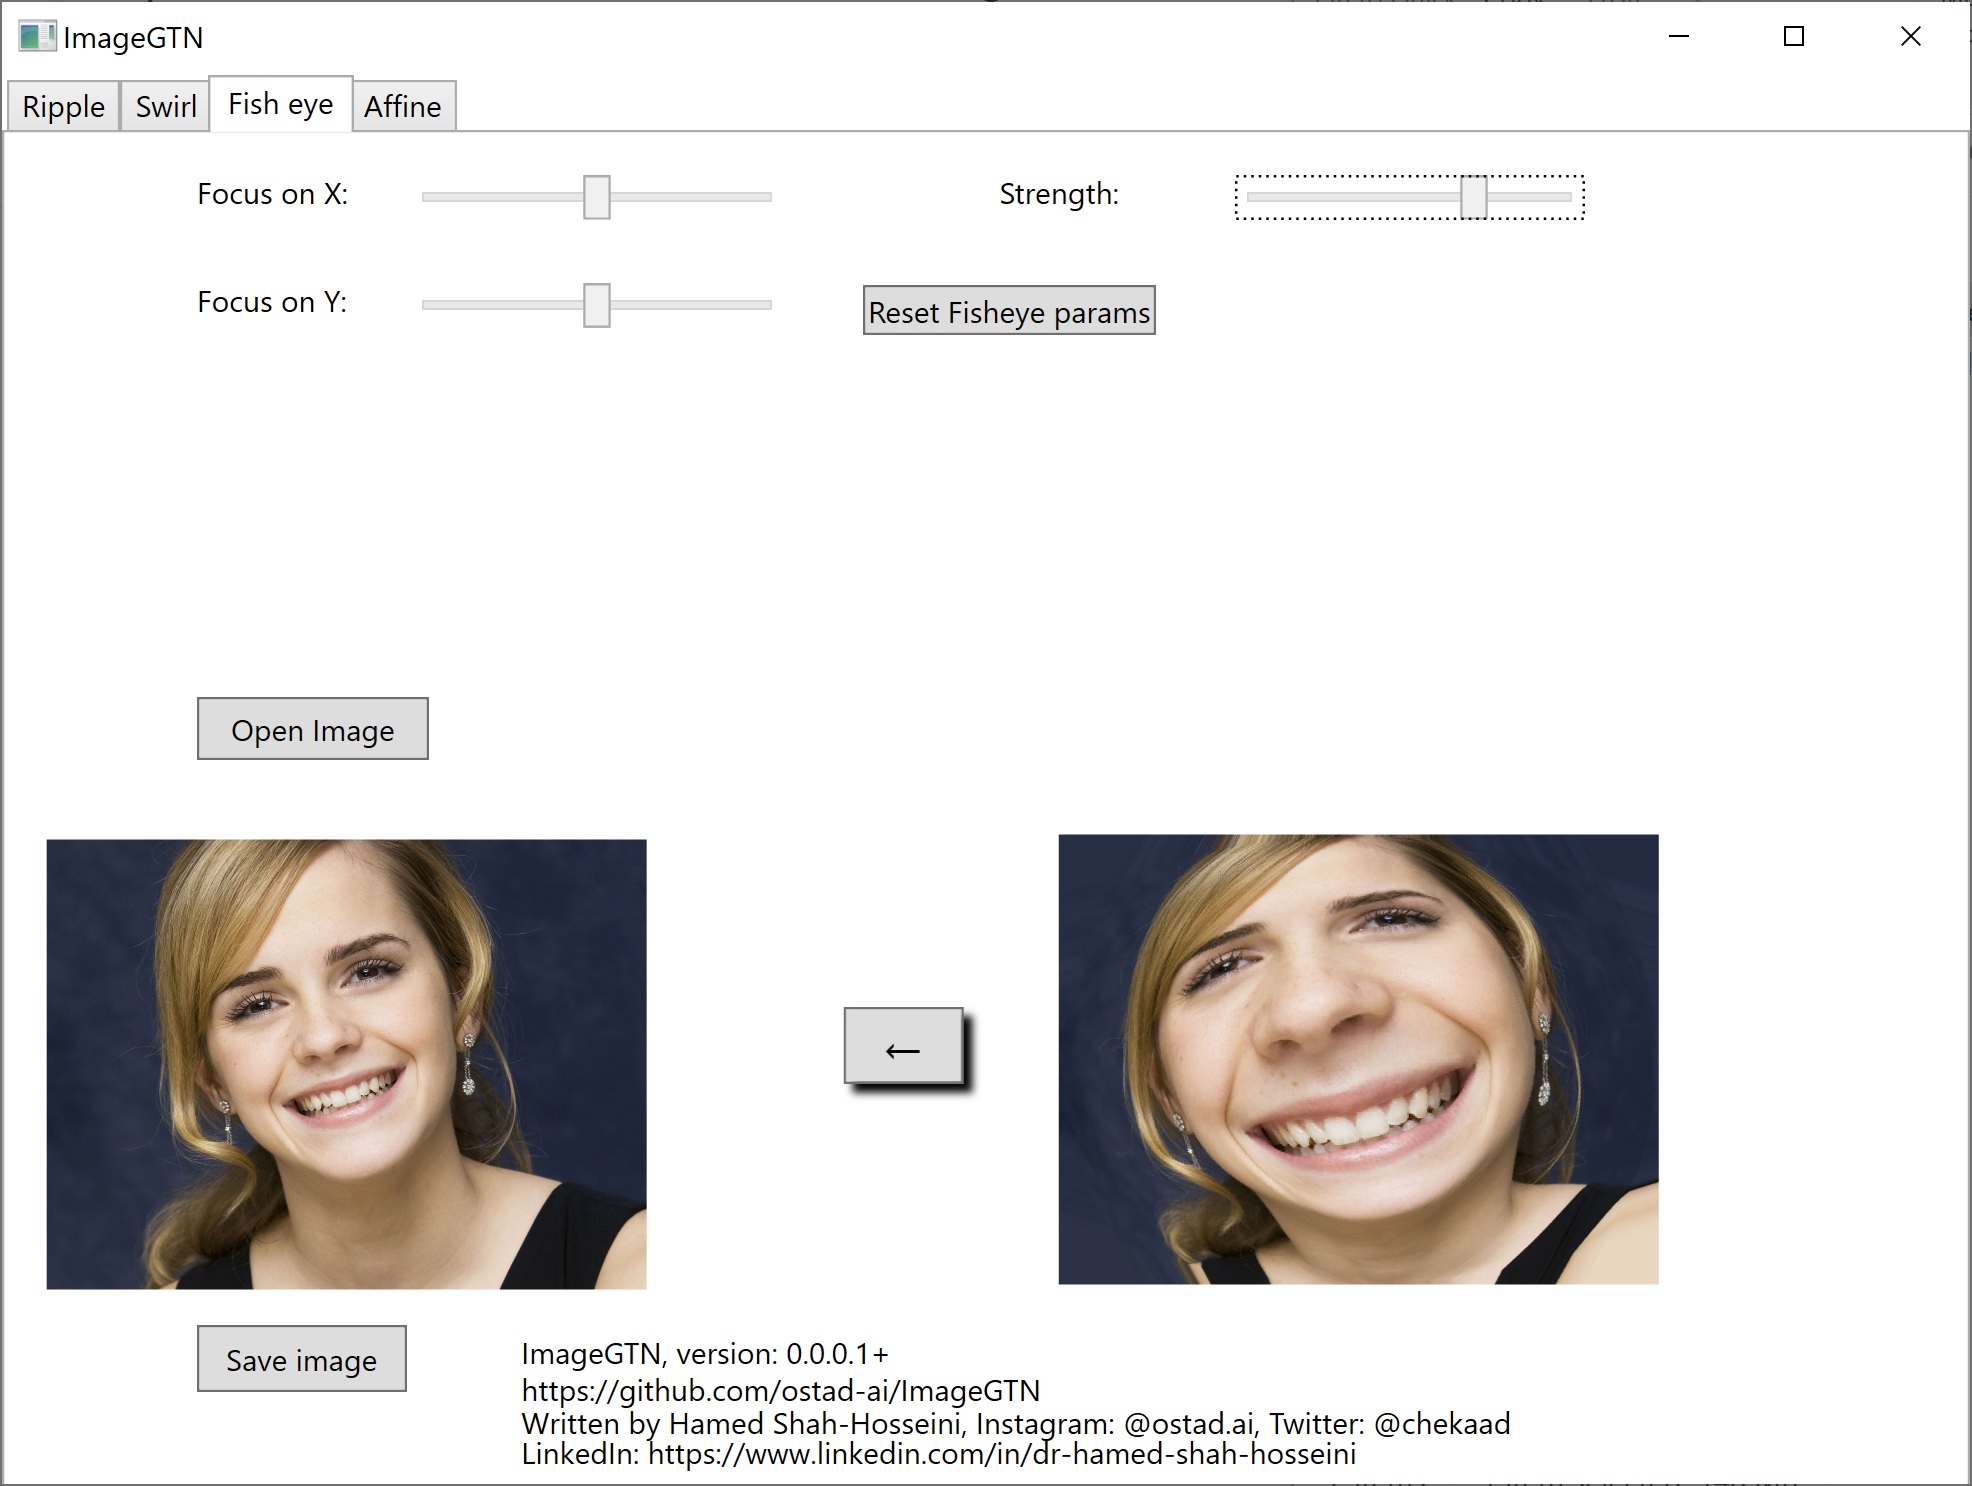 ImageGTN
Ripple Swirl Fish eye Affine
Focus on X: Strength:
Focus on Y: Reset Fisheye params
Open Image
←
Save image
ImageGTN, version: 0.0.0.1+
https://github.com/ostad-ai/ImageGTN
Written by Hamed Shah-Hosseini, Instagram: @ostad.ai, Twitter: @chekaad
LinkedIn: https://www.linkedin.com/in/dr-hamed-shah-hosseini